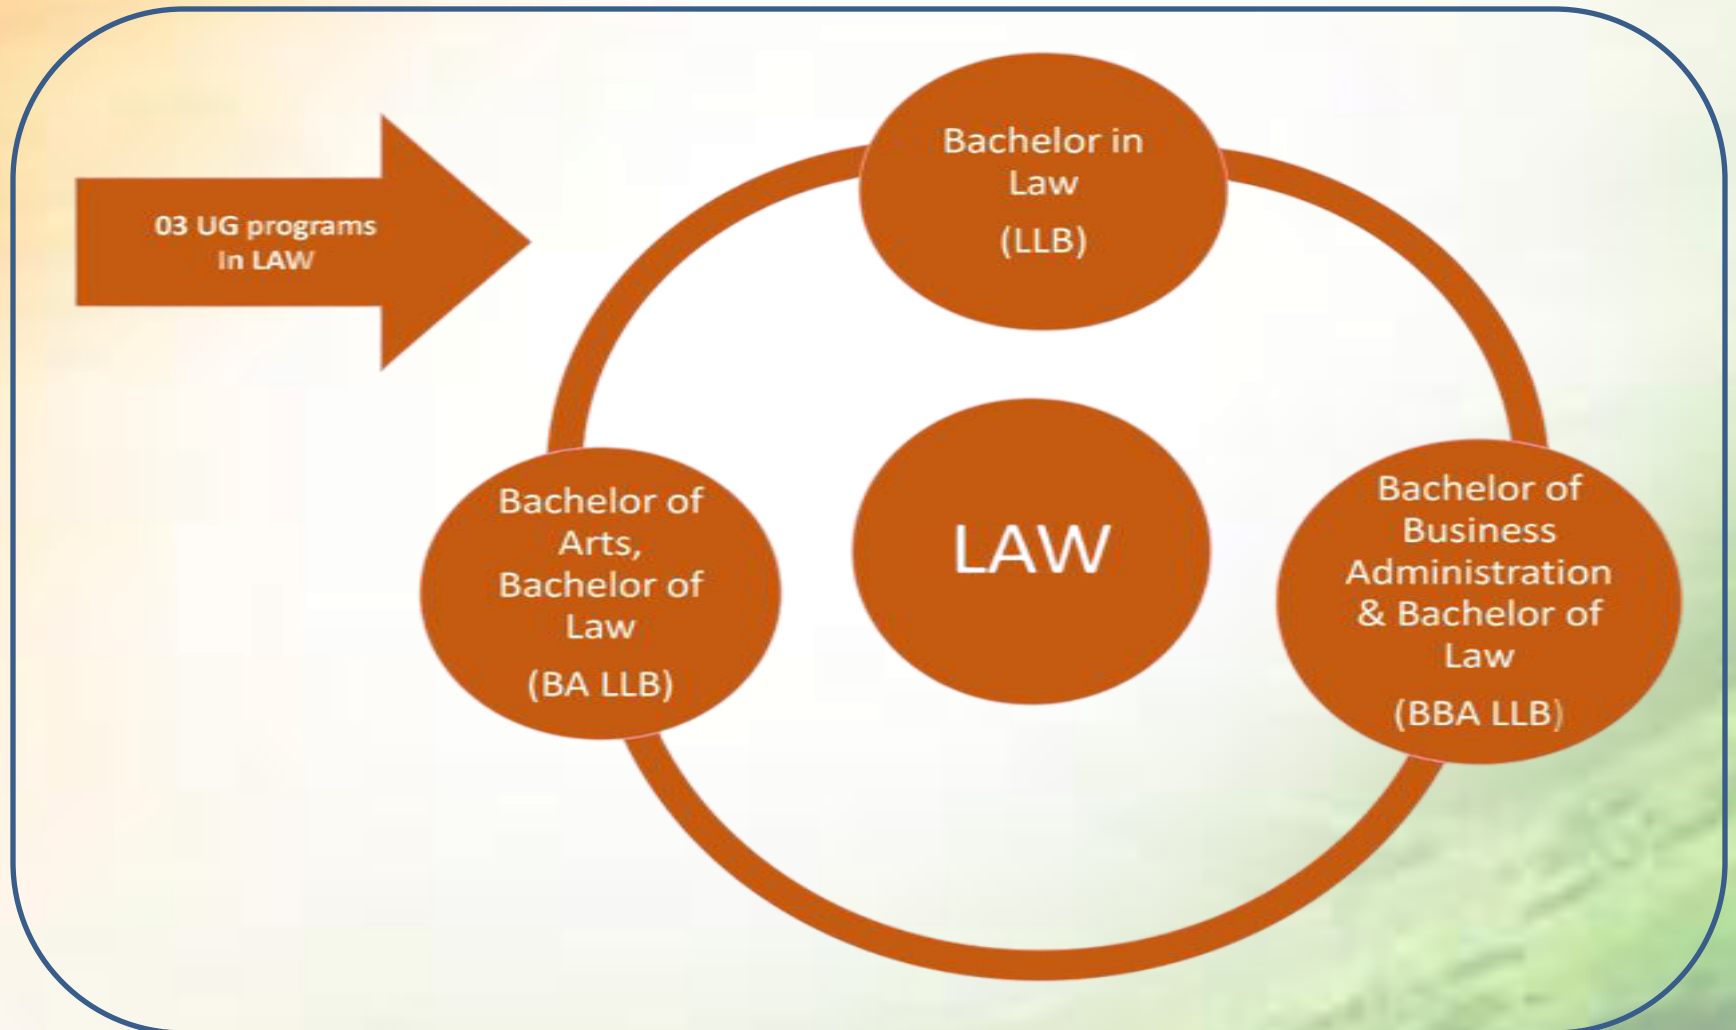 03 UG programs
In LAW
Bachelor in
Law
(LLB)
Bachelor of
Arts,
Bachelor of
Law
(BA LLB)
LAW
Bachelor of
Business
Administration
& Bachelor of
Law
(BBA LLB)